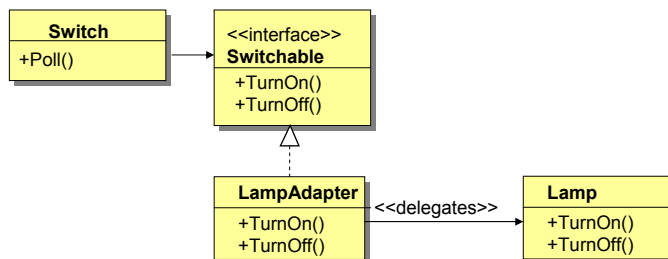 Switch
+Poll()
<<interface>>
Switchable
+TurnOn()
+TurnOff()
LampAdapter
+TurnOn()
+TurnOff()
<<delegates>>
Lamp
+TurnOn()
+TurnOff()